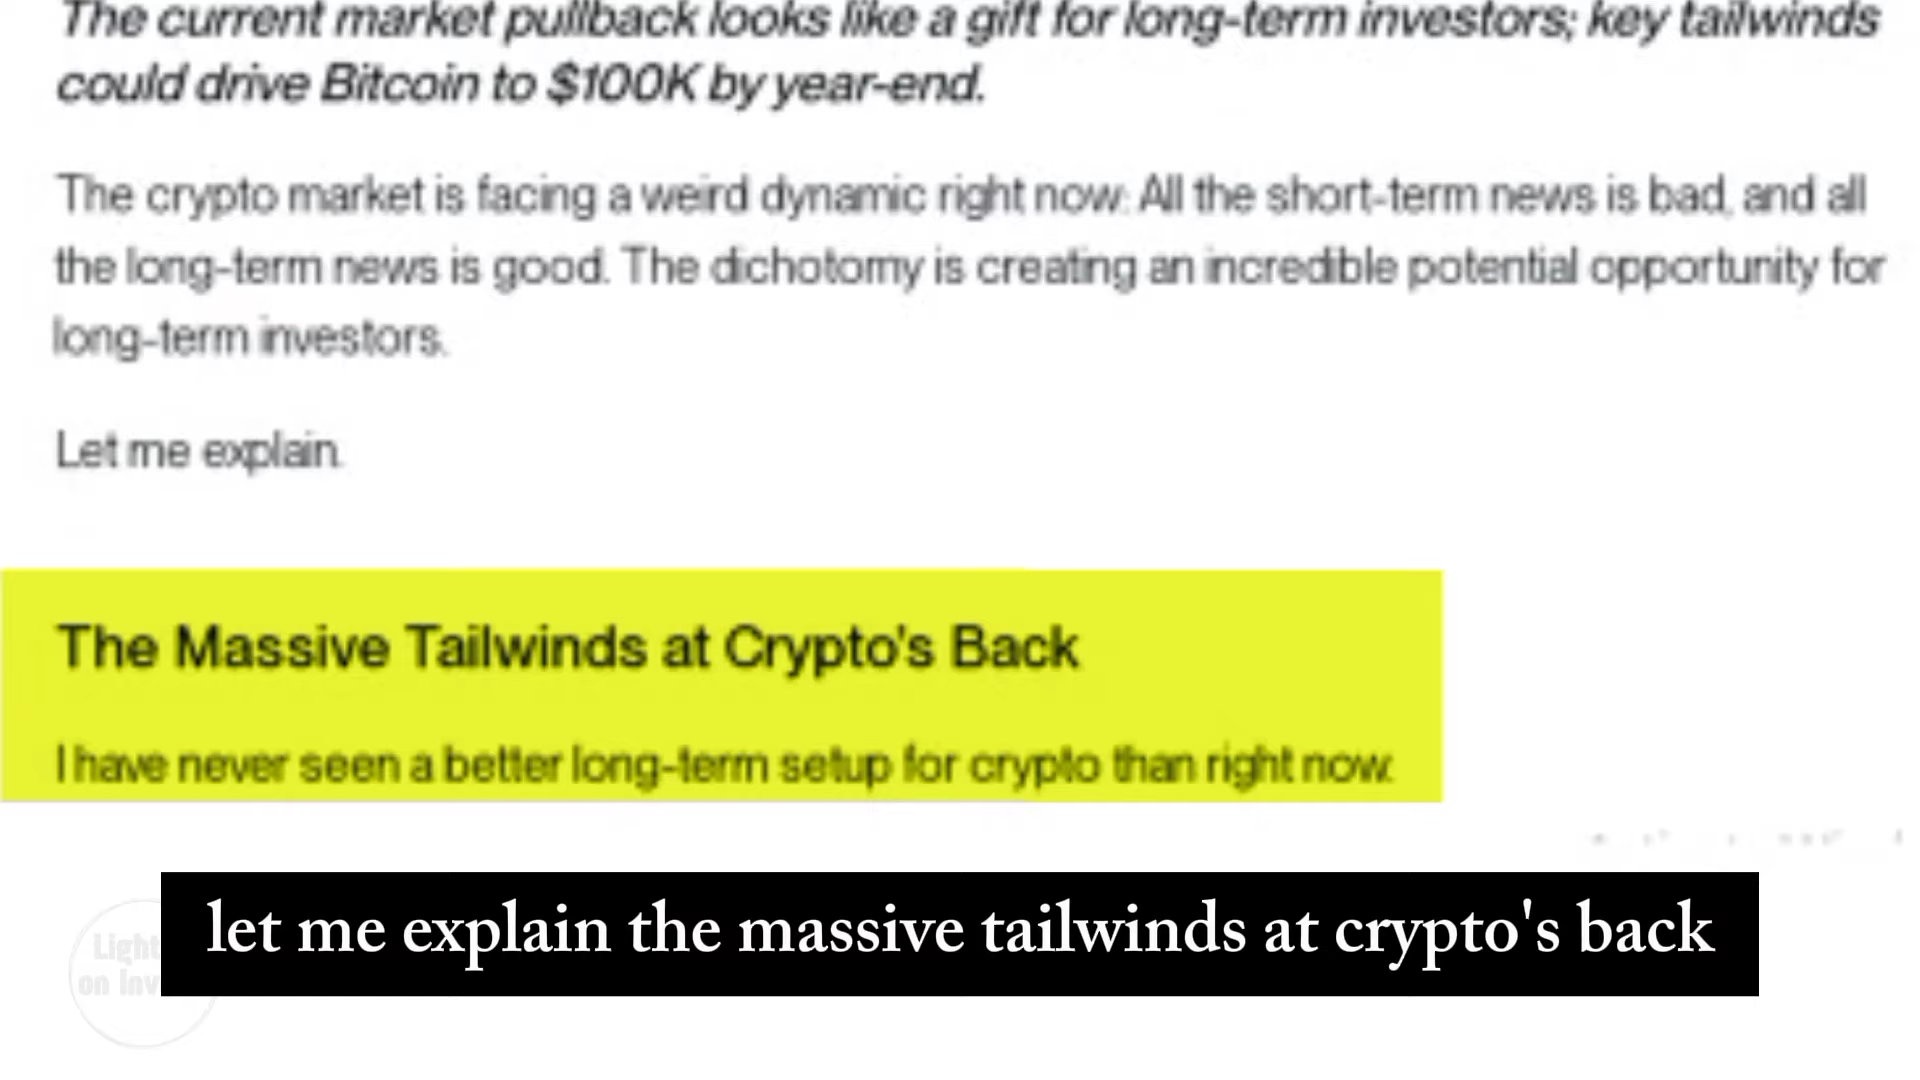 The current market pullback looks like a gift for long-term investors; key tailwinds
could drive Bitcoin to $100K by year-end.
The crypto market is facing a weird dynamic right now: All the short-term news is bad, and all
the long-term news is good. The dichotomy is creating an incredible potential opportunity for
long-term investors.
Let me explain.
The Massive Tailwinds at Crypto's Back
I have never seen a better long-term setup for crypto than right now.
let me explain the massive tailwinds at crypto's back
Light
on Inv